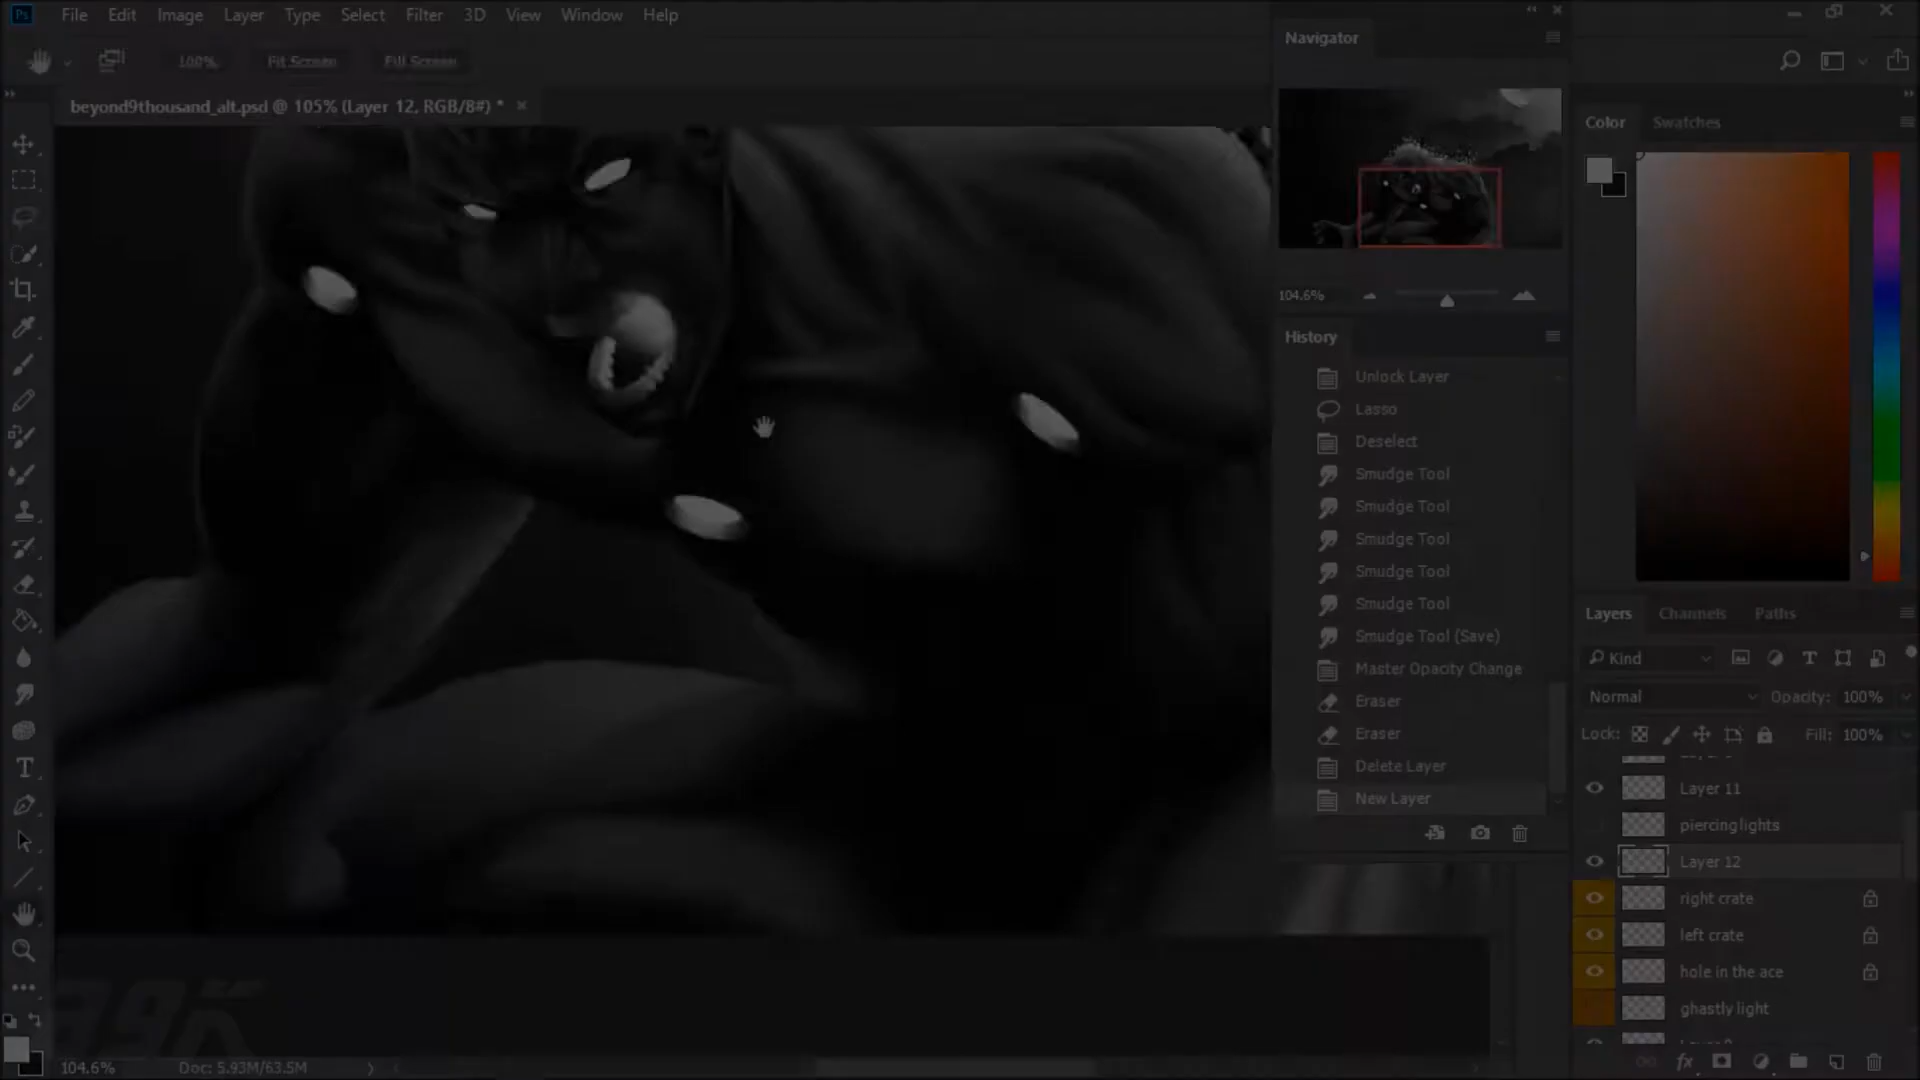 Ps File Edit Image Layer Type Select Filter 3D View Window Help
100% Fit Screen Fill Screen
beyond9thousand_alt.psd @ 105% (Layer 12, RGB/8#) *
Navigator
104.6%
History
Unlock Layer
Lasso
Deselect
Smudge Tool
Smudge Tool
Smudge Tool
Smudge Tool
Smudge Tool
Smudge Tool (Save)
Master Opacity Change
Eraser
Eraser
Delete Layer
New Layer
Color Swatches
Layers Channels Paths
Kind
Normal Opacity: 100%
Lock: Fill: 100%
Layer 11
piercinglights
Layer 12
right crate
left crate
hole in the ace
ghastly light
fx
104.6% Doc: 5.93M/63.5M